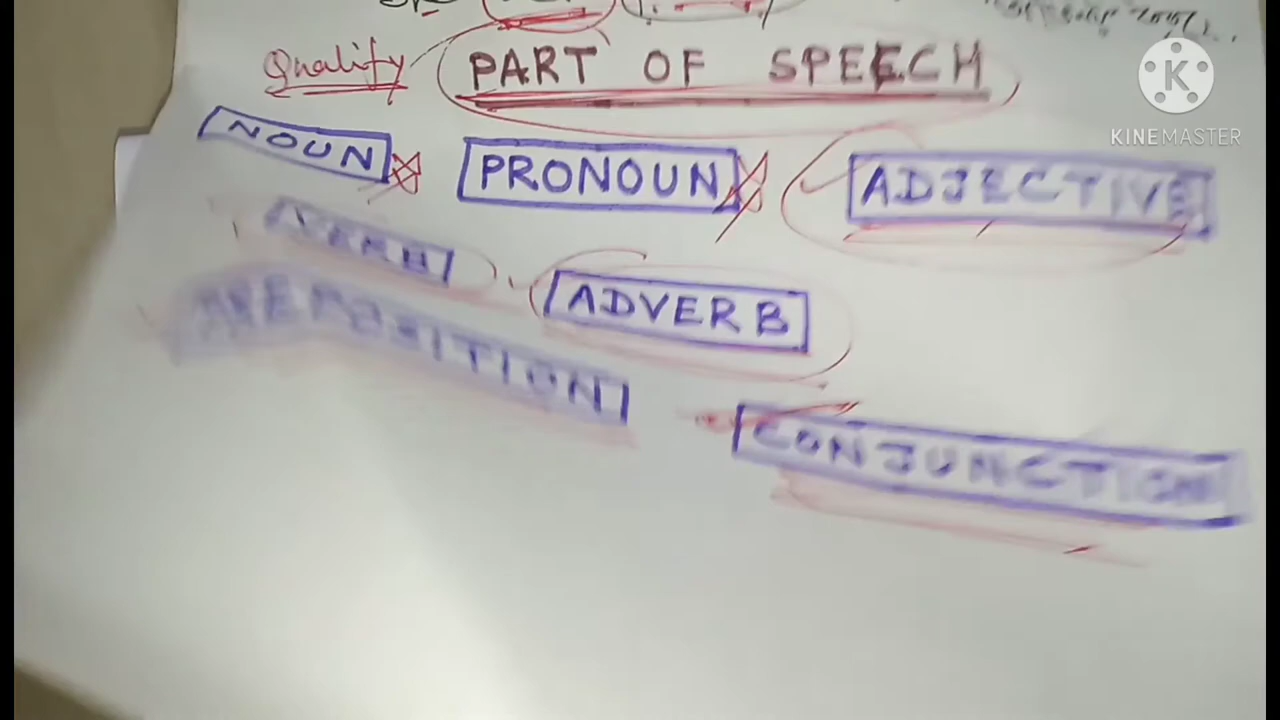 Qualify PART OF SPEECH
K
KINEMASTER
NOUN PRONOUN ADJECTIVE
VERB ADVERB
PREPOSITION
CONJUNCTION